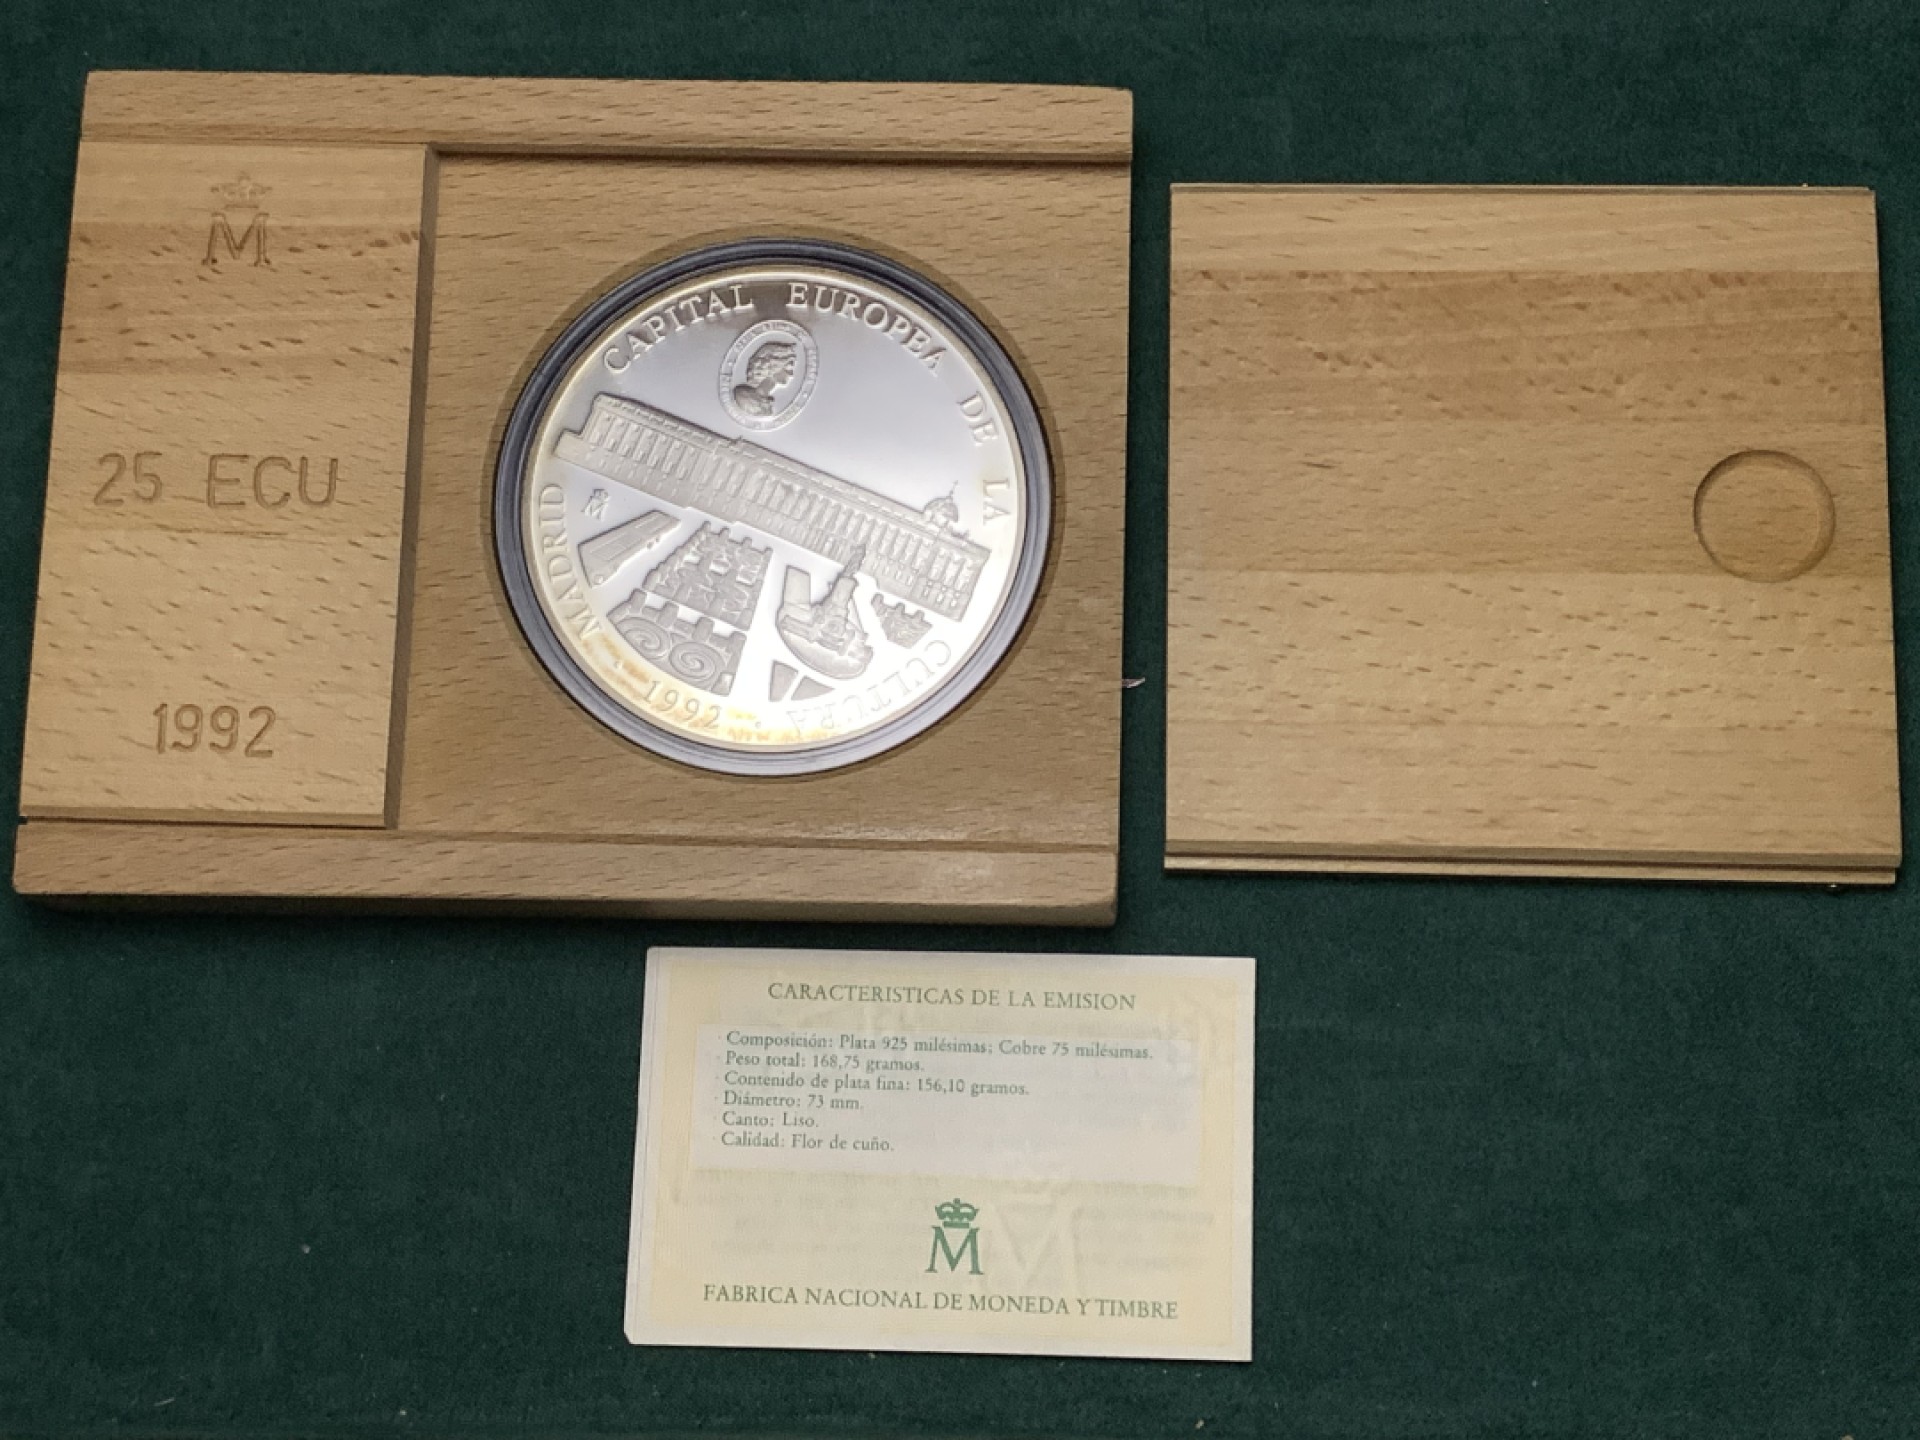 M
25 ECU
1992
CAPITAL EUROPEA DE LA CULTURA · 1992
MADRID
M
CARACTERISTICAS DE LA EMISION
· Composición: Plata 925 milésimas; Cobre 75 milésimas.
· Peso total: 168,75 gramos.
· Contenido de plata fina: 156,10 gramos.
· Diámetro: 73 mm.
· Canto: Liso.
· Calidad: Flor de cuño.
M
FABRICA NACIONAL DE MONEDA Y TIMBRE